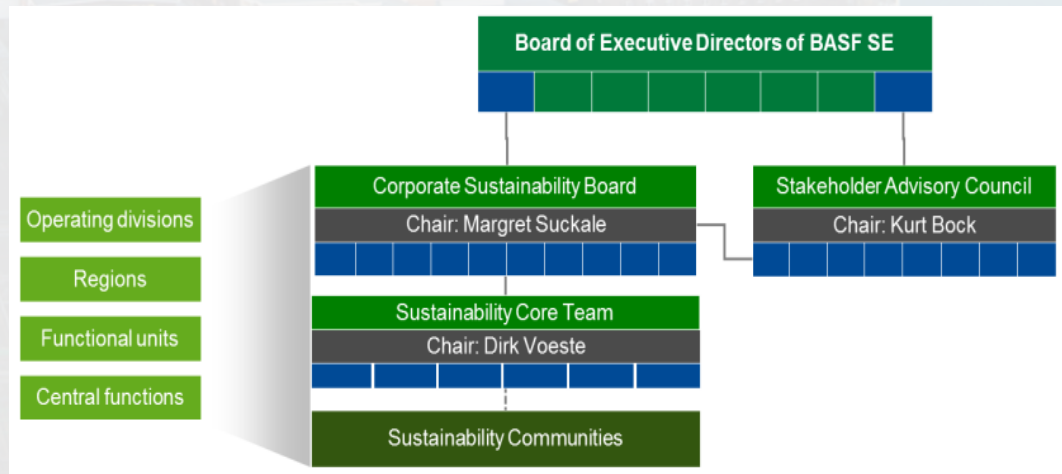 Board of Executive Directors of BASF SE
Corporate Sustainability Board
Chair: Margret Suckale
Stakeholder Advisory Council
Chair: Kurt Bock
Operating divisions
Regions
Functional units
Central functions
Sustainability Core Team
Chair: Dirk Voeste
Sustainability Communities